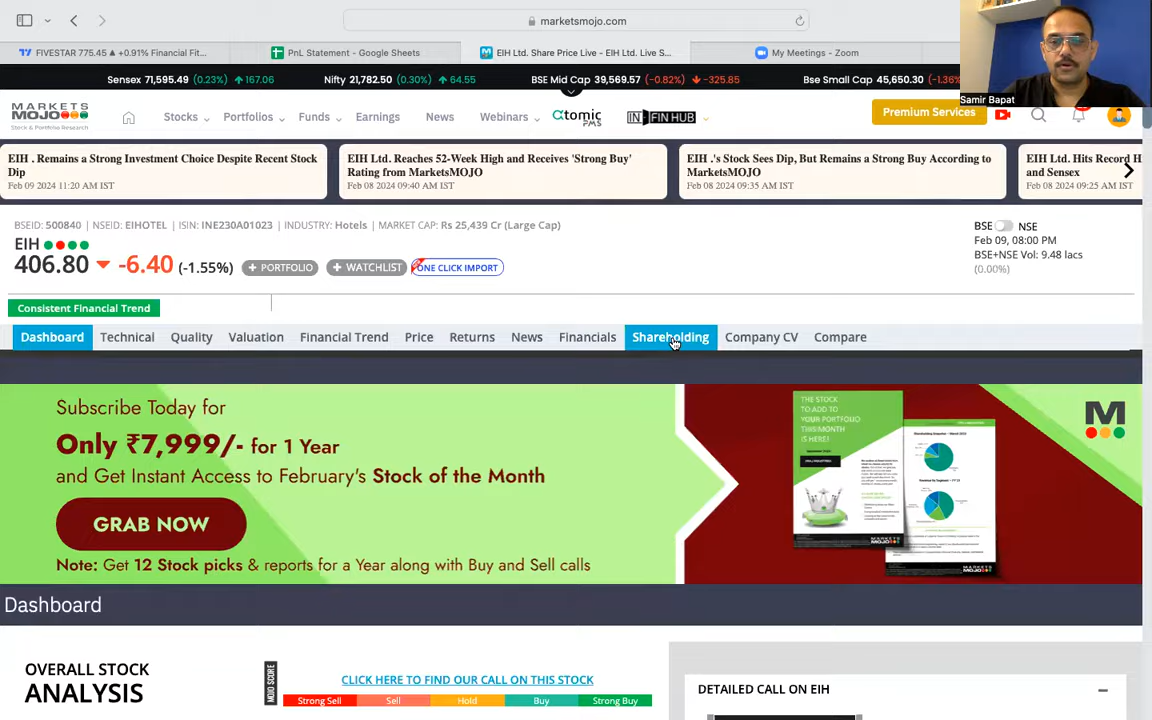 marketsmojo.com
FIVESTAR 775.45 ▲ +0.91% Financial Fit...
PnL Statement - Google Sheets
EIH Ltd. Share Price Live - EIH Ltd. Live S...
My Meetings - Zoom
Samir Bapat
Sensex 71,595.49 (0.23%) 167.06
Nifty 21,782.50 (0.30%) 64.55
BSE Mid Cap 39,569.57 (-0.82%) -325.85
Bse Small Cap 45,650.30 (-1.36%
MARKETS
MOJO
Stock & Portfolio Research
Stocks
Portfolios
Funds
Earnings
News
Webinars
atomic
PMS
IN FIN HUB
Premium Services
EIH . Remains a Strong Investment Choice Despite Recent Stock
Dip
Feb 09 2024 11:20 AM IST
EIH Ltd. Reaches 52-Week High and Receives 'Strong Buy'
Rating from MarketsMOJO
Feb 08 2024 09:40 AM IST
EIH .'s Stock Sees Dip, But Remains a Strong Buy According to
MarketsMOJO
Feb 08 2024 09:35 AM IST
EIH Ltd. Hits Record H
and Sensex
Feb 08 2024 09:25 AM IST
BSEID: 500840 | NSEID: EIHOTEL | ISIN: INE230A01023 | INDUSTRY: Hotels | MARKET CAP: Rs 25,439 Cr (Large Cap)
EIH
406.80 -6.40 (-1.55%)
+ PORTFOLIO
+ WATCHLIST
ONE CLICK IMPORT
BSE NSE
Feb 09, 08:00 PM
BSE+NSE Vol: 9.48 lacs
(0.00%)
Consistent Financial Trend
Dashboard
Technical
Quality
Valuation
Financial Trend
Price
Returns
News
Financials
Shareholding
Company CV
Compare
Subscribe Today for
Only ₹7,999/- for 1 Year
and Get Instant Access to February's Stock of the Month
GRAB NOW
Note: Get 12 Stock picks & reports for a Year along with Buy and Sell calls
THE STOCK
TO ADD TO
YOUR PORTFOLIO
THIS MONTH
IS HERE!
M
Dashboard
OVERALL STOCK
ANALYSIS
MOJO SCORE
CLICK HERE TO FIND OUR CALL ON THIS STOCK
Strong Sell
Sell
Hold
Buy
Strong Buy
DETAILED CALL ON EIH